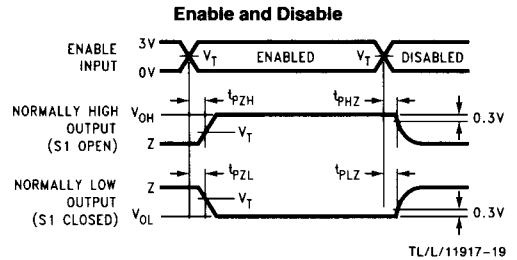 Enable and Disable
ENABLE INPUT 3V 0V V_T ENABLED V_T DISABLED
t_PZH t_PHZ
NORMALLY HIGH OUTPUT (S1 OPEN) V_OH Z V_T 0.3V
t_PZL t_PLZ
NORMALLY LOW OUTPUT (S1 CLOSED) Z V_OL V_T 0.3V
TL/L/11917-19